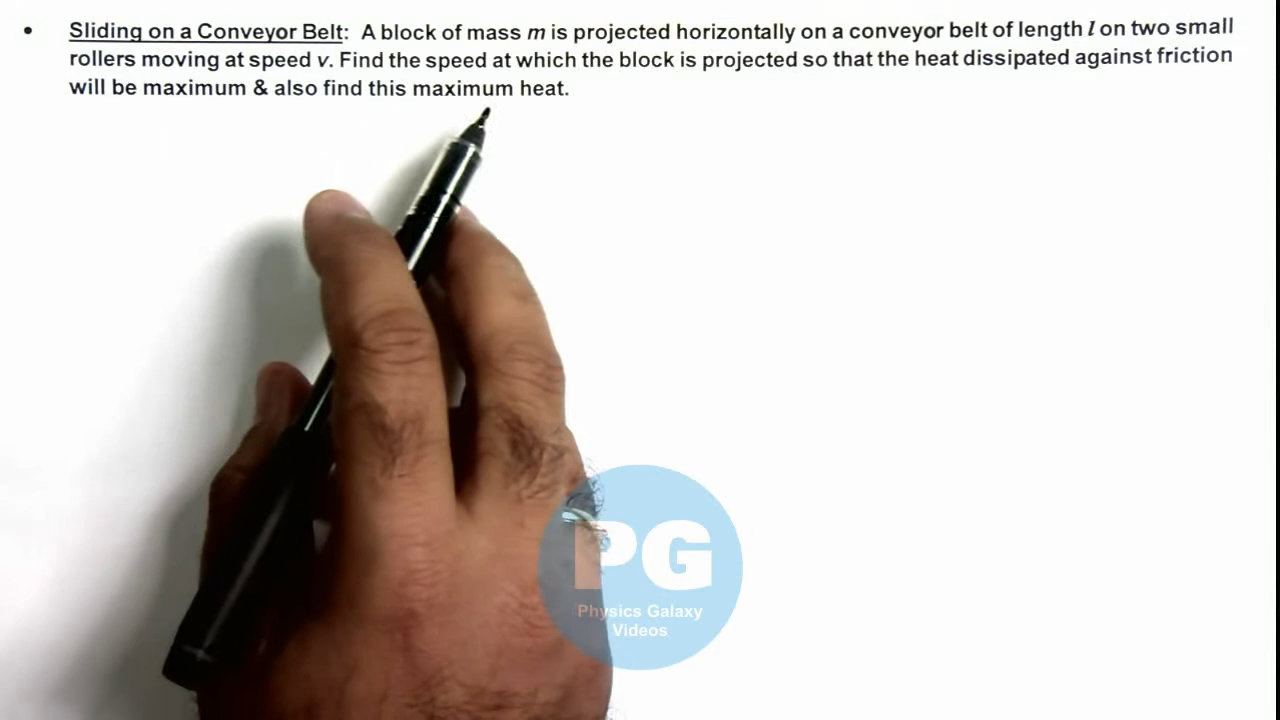 • Sliding on a Conveyor Belt: A block of mass m is projected horizontally on a conveyor belt of length l on two small
rollers moving at speed v. Find the speed at which the block is projected so that the heat dissipated against friction
will be maximum & also find this maximum heat.
PG
Physics Galaxy
Videos